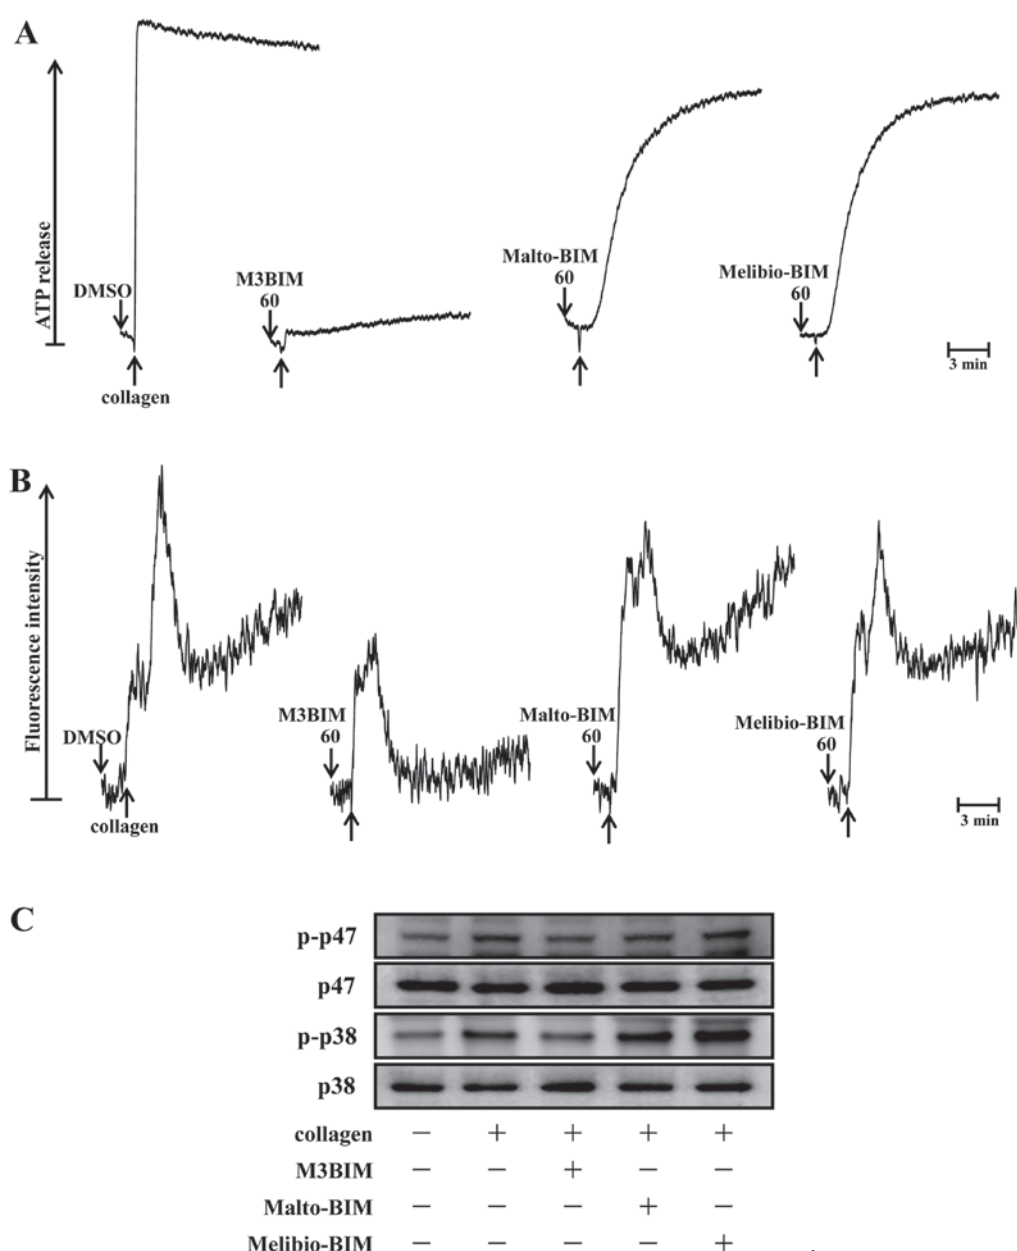 A
ATP release
DMSO
collagen
M3BIM
60
Malto-BIM
60
Melibio-BIM
60
3 min
B
Fluorescence intensity
DMSO
collagen
M3BIM
60
Malto-BIM
60
Melibio-BIM
60
3 min
C
p-p47
p47
p-p38
p38
collagen − + + + +
M3BIM − − + − −
Malto-BIM − − − + −
Melibio-BIM − − − − +